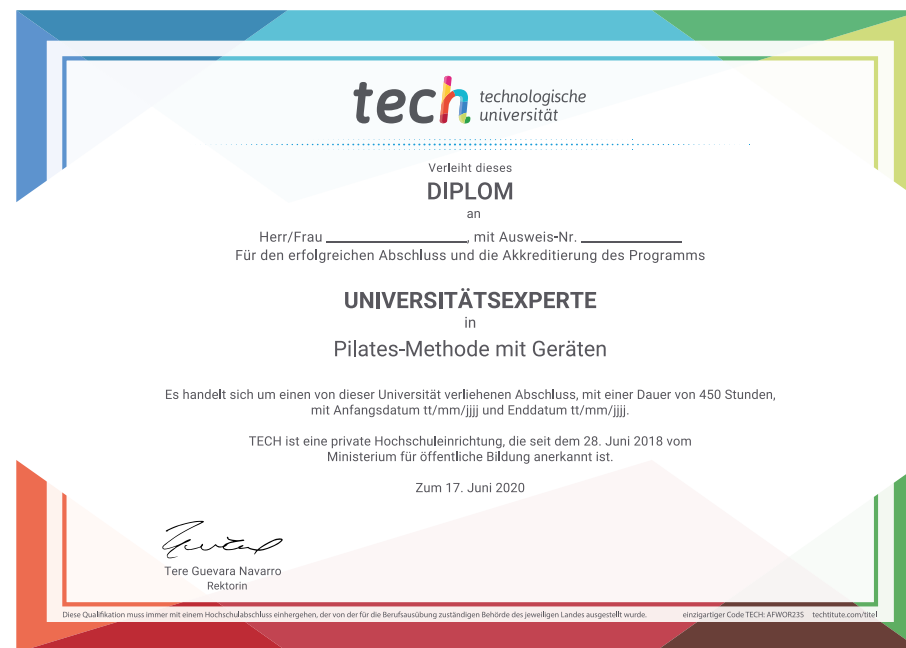 tech technologische
universität
Verleiht dieses
DIPLOM
an
Herr/Frau ____________, mit Ausweis-Nr. ____________
Für den erfolgreichen Abschluss und die Akkreditierung des Programms
UNIVERSITÄTSEXPERTE
in
Pilates-Methode mit Geräten
Es handelt sich um einen von dieser Universität verliehenen Abschluss, mit einer Dauer von 450 Stunden,
mit Anfangsdatum tt/mm/jjjj und Enddatum tt/mm/jjjj.
TECH ist eine private Hochschuleinrichtung, die seit dem 28. Juni 2018 vom
Ministerium für öffentliche Bildung anerkannt ist.
Zum 17. Juni 2020
Tere Guevara Navarro
Rektorin
Diese Qualifikation muss immer mit einem Hochschulabschluss einhergehen, der von der für die Berufsausübung zuständigen Behörde des jeweiligen Landes ausgestellt wurde. einzigartiger Code TECH: AFWOR23S techtitute.com/titel